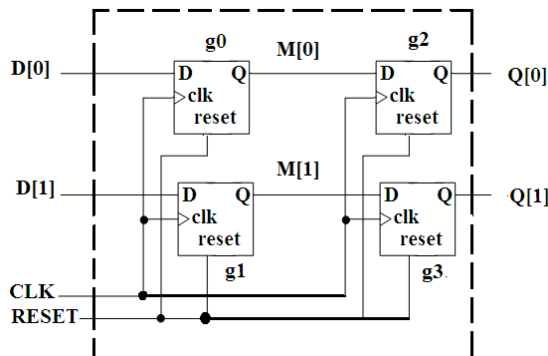 g0 M[0] g2
D[0] D Q D Q Q[0]
clk clk
reset reset
M[1]
D[1] D Q D Q Q[1]
clk clk
reset reset
g1 g3
CLK
RESET